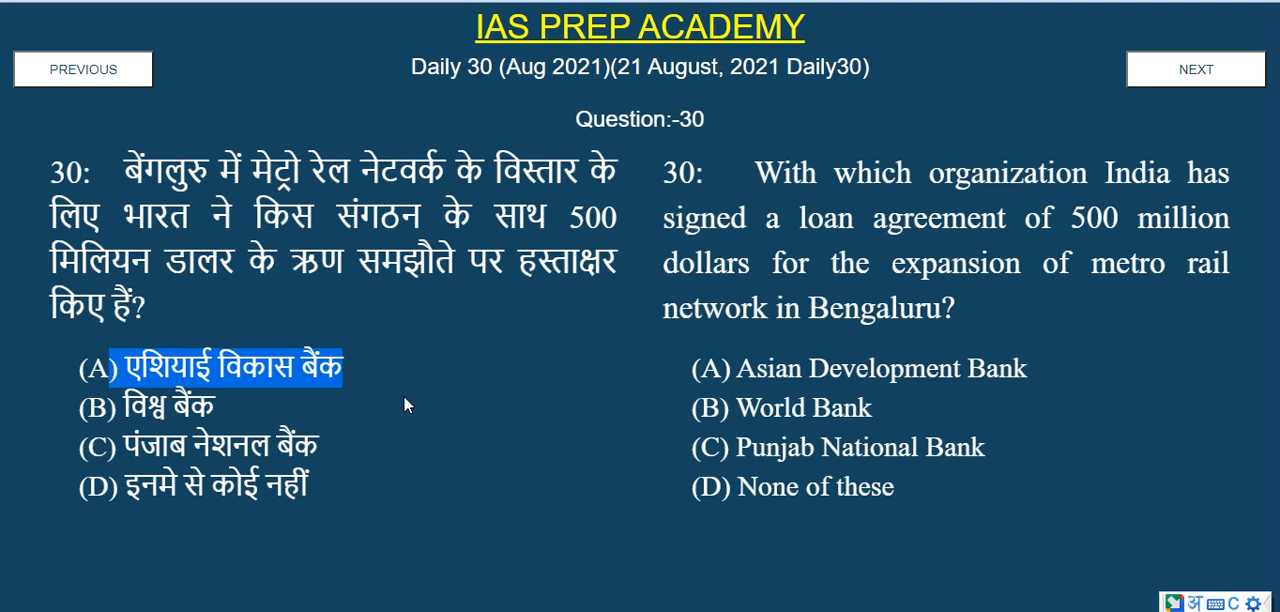 IAS PREP ACADEMY
PREVIOUS
Daily 30 (Aug 2021)(21 August, 2021 Daily30)
NEXT
Question:-30
30: बेंगलुरु में मेट्रो रेल नेटवर्क के विस्तार के
लिए भारत ने किस संगठन के साथ 500
मिलियन डालर के ऋण समझौते पर हस्ताक्षर
किए हैं?
(A) एशियाई विकास बैंक
(B) विश्व बैंक
(C) पंजाब नेशनल बैंक
(D) इनमे से कोई नहीं
30: With which organization India has
signed a loan agreement of 500 million
dollars for the expansion of metro rail
network in Bengaluru?
(A) Asian Development Bank
(B) World Bank
(C) Punjab National Bank
(D) None of these
अ C